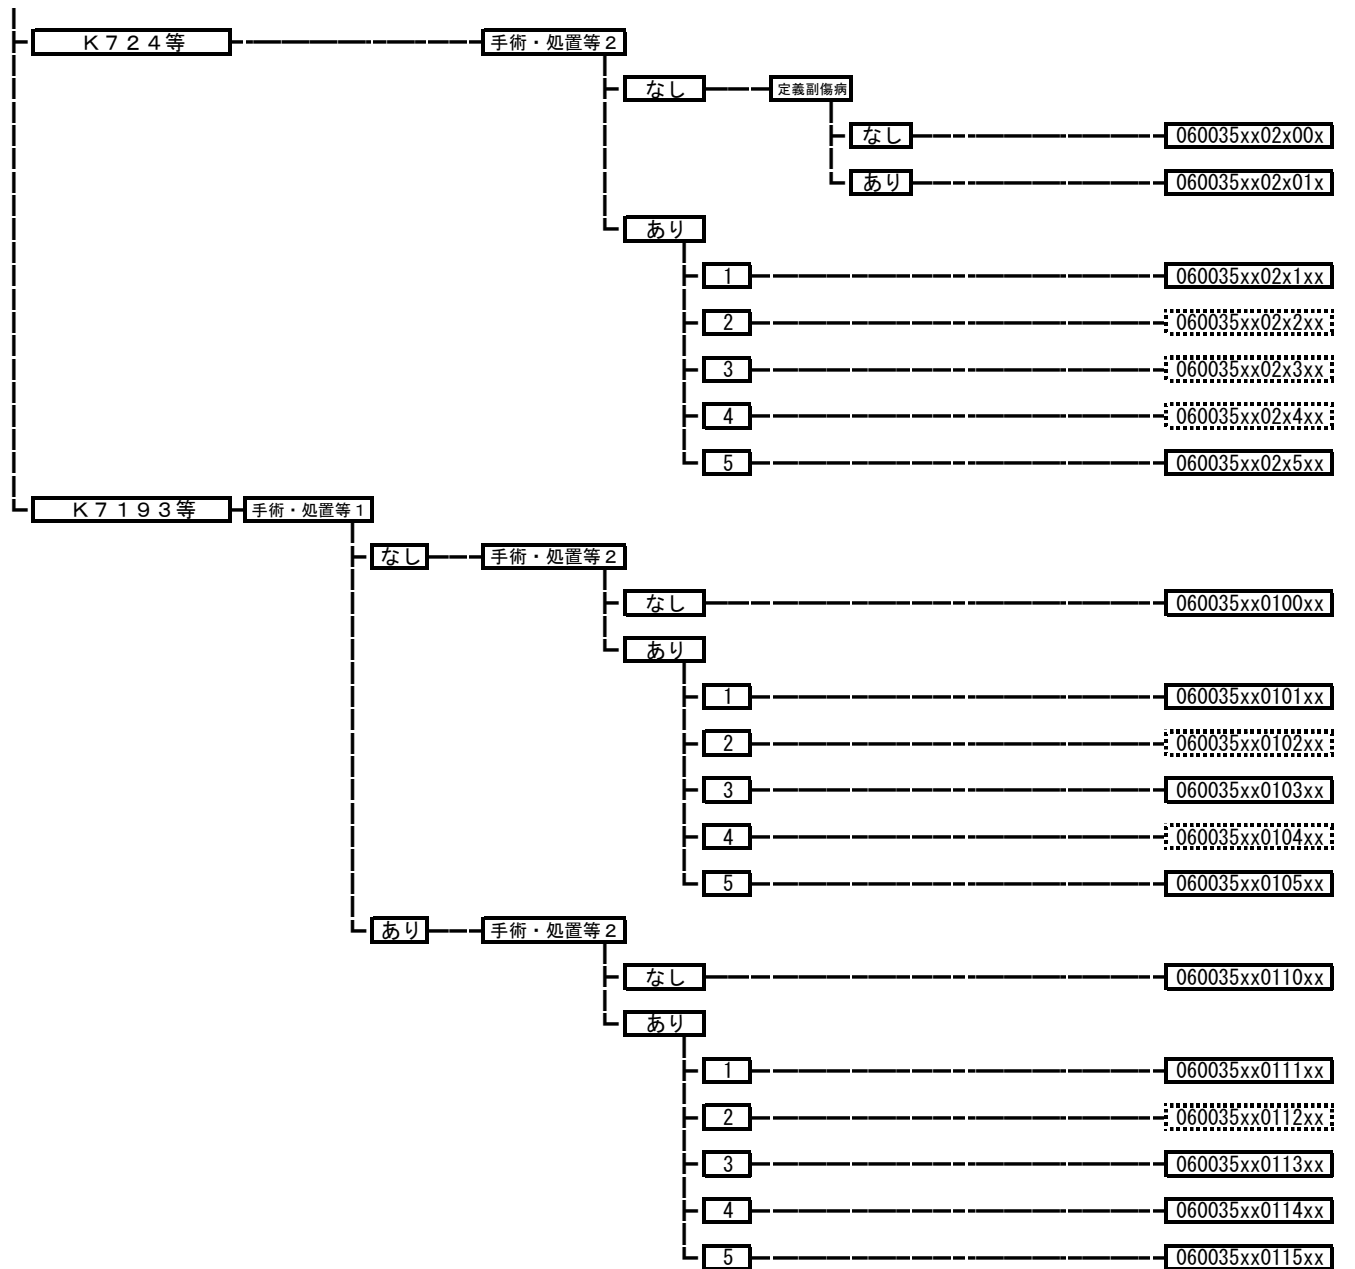 Ｋ７２４等 手術・処置等２
なし 定義副傷病
なし 060035xx02x00x
あり 060035xx02x01x
あり
1 060035xx02x1xx
2 060035xx02x2xx
3 060035xx02x3xx
4 060035xx02x4xx
5 060035xx02x5xx
Ｋ７１９３等 手術・処置等１
なし 手術・処置等２
なし 060035xx0100xx
あり
1 060035xx0101xx
2 060035xx0102xx
3 060035xx0103xx
4 060035xx0104xx
5 060035xx0105xx
あり 手術・処置等２
なし 060035xx0110xx
あり
1 060035xx0111xx
2 060035xx0112xx
3 060035xx0113xx
4 060035xx0114xx
5 060035xx0115xx